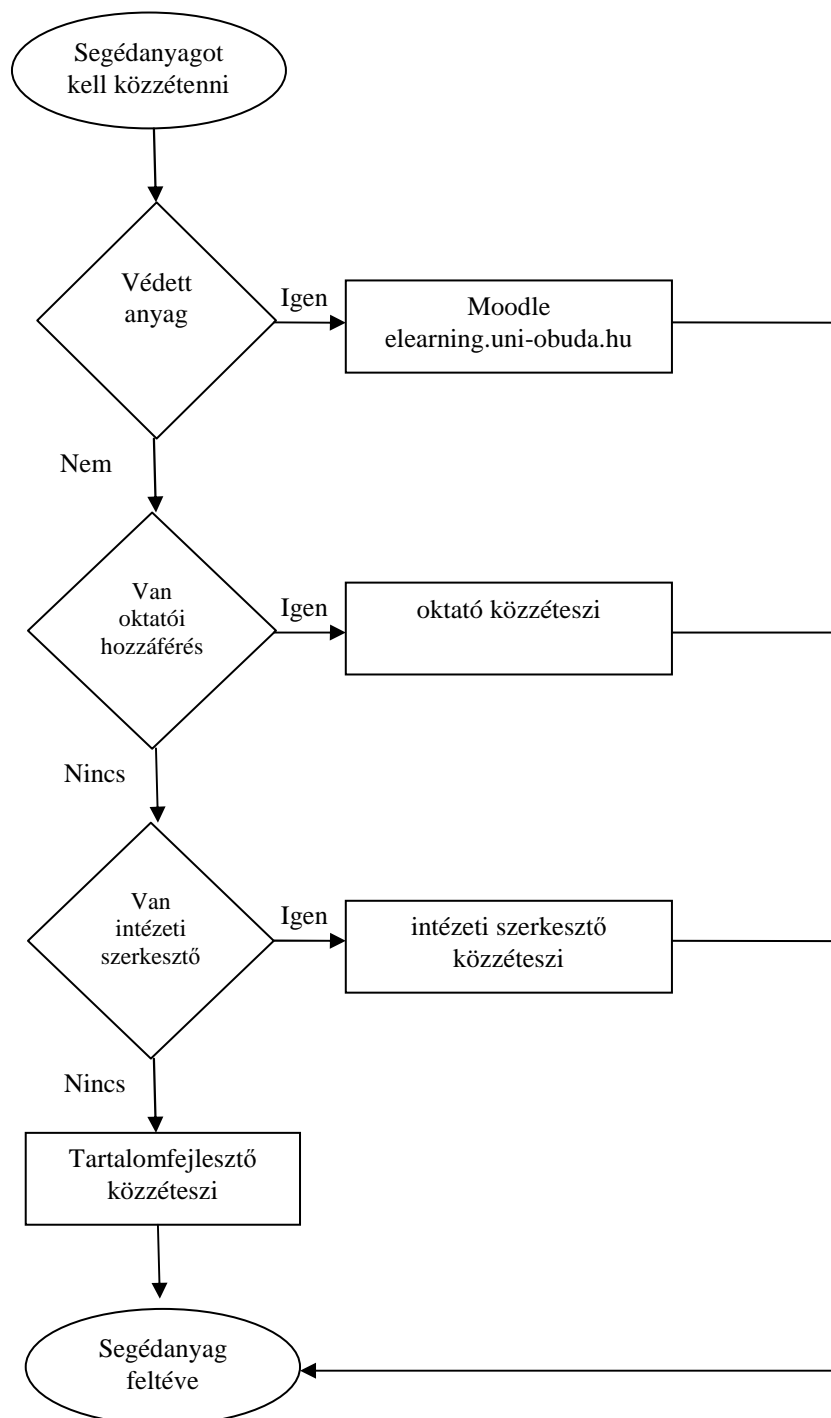 Segédanyagot
kell közzétenni
Védett
anyag
Igen
Moodle
elearning.uni-obuda.hu
Nem
Van
oktatói
hozzáférés
Igen
oktató közzéteszi
Nincs
Van
intézeti
szerkesztő
Igen
intézeti szerkesztő
közzéteszi
Nincs
Tartalomfejlesztő
közzéteszi
Segédanyag
feltéve